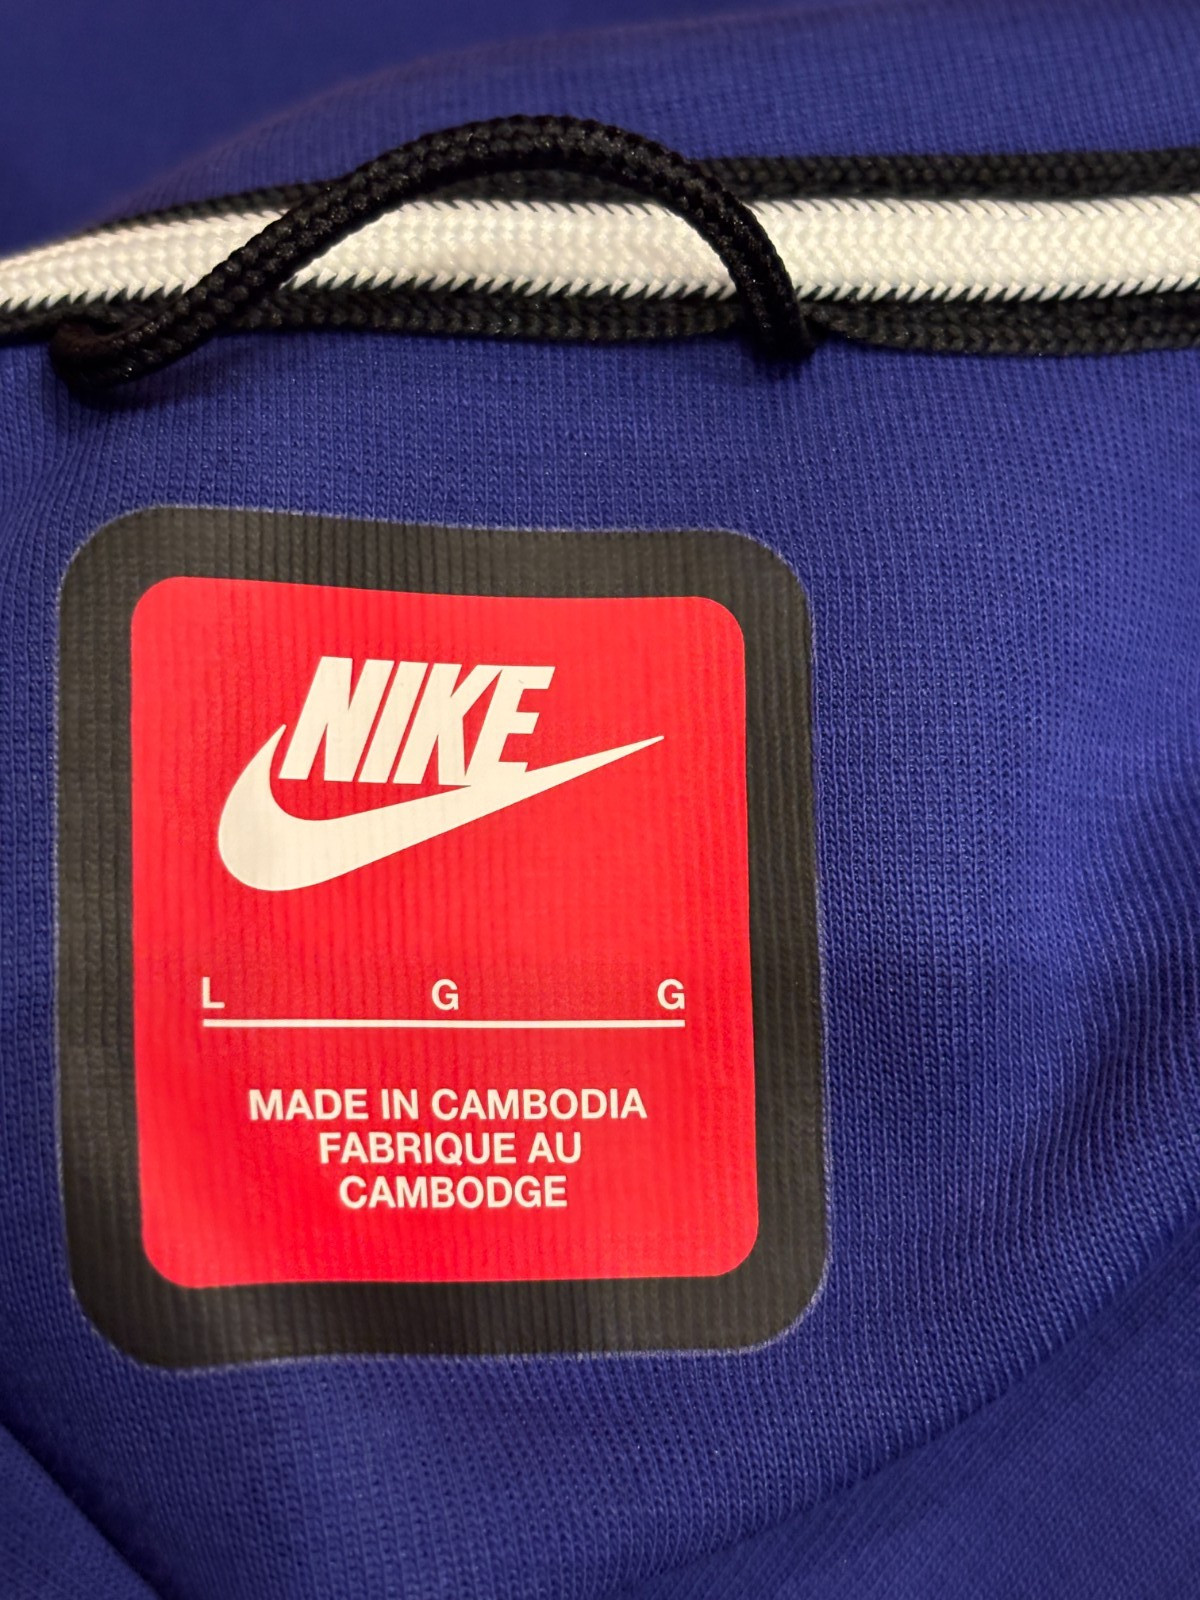 NIKE
L G G
MADE IN CAMBODIA
FABRIQUE AU
CAMBODGE